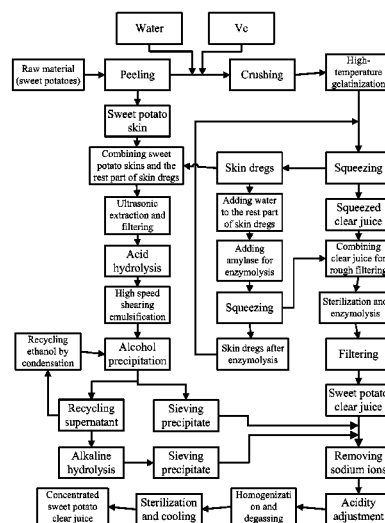 Water
Vc
Raw material
(sweet potatoes)
Peeling
Crushing
High-
temperature
gelatinization
Sweet potato
skin
Combining sweet
potato skins and the
rest part of skin dregs
Skin dregs
Squeezing
Ultrasonic
extraction and
filtering
Adding water
to the rest part
of skin dregs
Squeezed
clear juice
Acid
hydrolysis
Adding
amylase for
enzymolysis
Combining
clear juice for
rough filtering
High speed
shearing
emulsification
Squeezing
Sterilization and
enzymolysis
Recycling
ethanol by
condensation
Alcohol
precipitation
Skin dregs after
enzymolysis
Filtering
Recycling
supernatant
Sieving
precipitate
Sweet potato
clear juice
Alkaline
hydrolysis
Sieving
precipitate
Removing
sodium ions
Concentrated
sweet potato
clear juice
Sterilization
and cooling
Homogenizati
on and
degassing
Acidity
adjustment